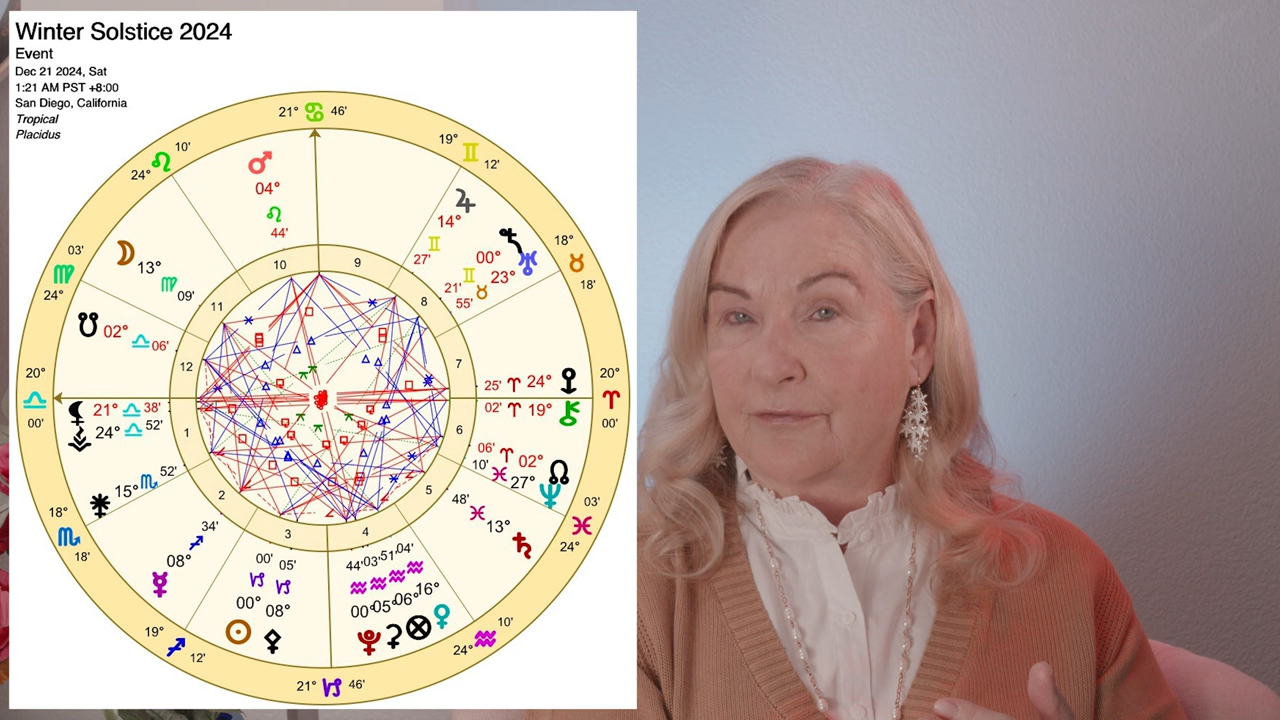 Winter Solstice 2024
Event
Dec 21 2024, Sat
1:21 AM PST +8:00
San Diego, California
Tropical
Placidus
21° ♋ 46'
19° ♊ 12'
24° ♌ 10'
04° ♌ 44'
14° ♊ 27'
00° ♊ 21'
23° ♉ 55'
18° ♉ 18'
03' ♍ 24°
13° ♍ 09'
02° ♎ 06'
10
9
11
8
12
7
1
6
2
5
3
4
20° ♎ 00'
20° ♈ 00'
25' ♈ 24°
02' ♈ 19°
06' ♈ 02°
10' ♓ 27°
21° ♎ 38'
24° ♎ 52'
15° ♏ 52'
48' ♓ 13°
03' ♓ 24°
18° ♏ 18'
08° ♐ 34'
00' ♑ 00°
05' ♑ 08°
44' ♒ 00°
03' ♒ 05°
51' ♒ 06°
04' ♒ 16°
19° ♐ 12'
24° ♒ 10'
21° ♑ 46'